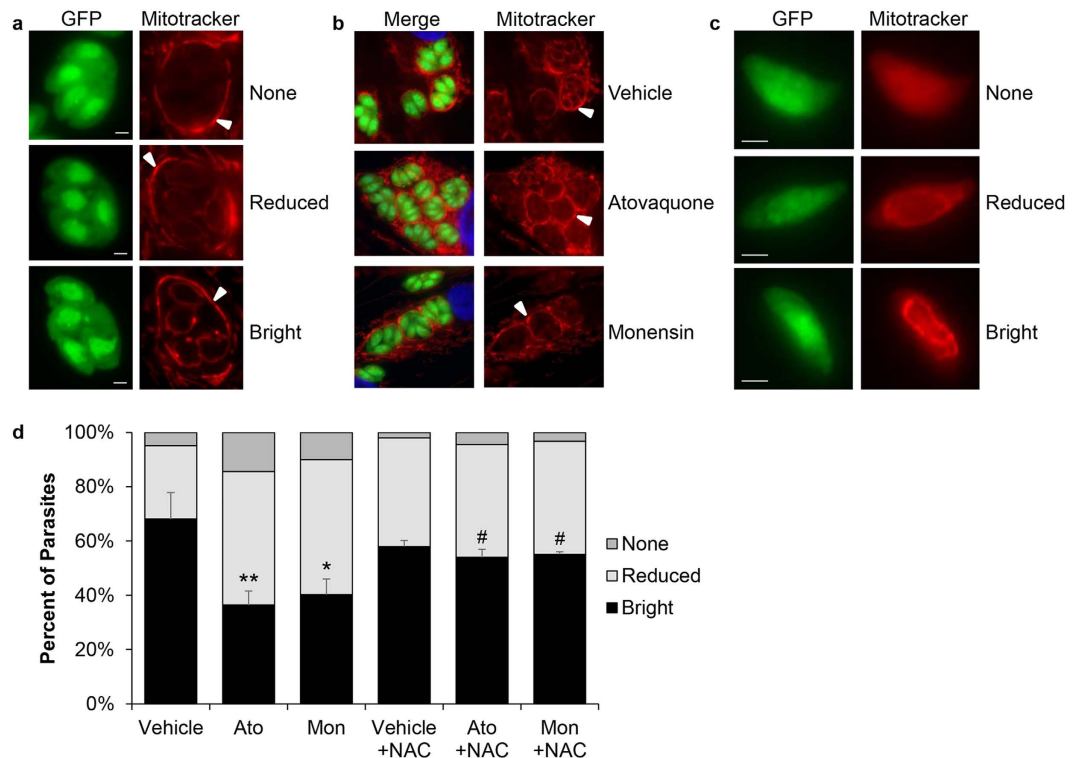 a GFP Mitotracker
None
Reduced
Bright
b Merge Mitotracker
Vehicle
Atovaquone
Monensin
c GFP Mitotracker
None
Reduced
Bright
d
Percent of Parasites
100%
80%
60%
40%
20%
0%
**
*
#
#
Vehicle Ato Mon Vehicle Ato Mon
+NAC +NAC +NAC
None
Reduced
Bright